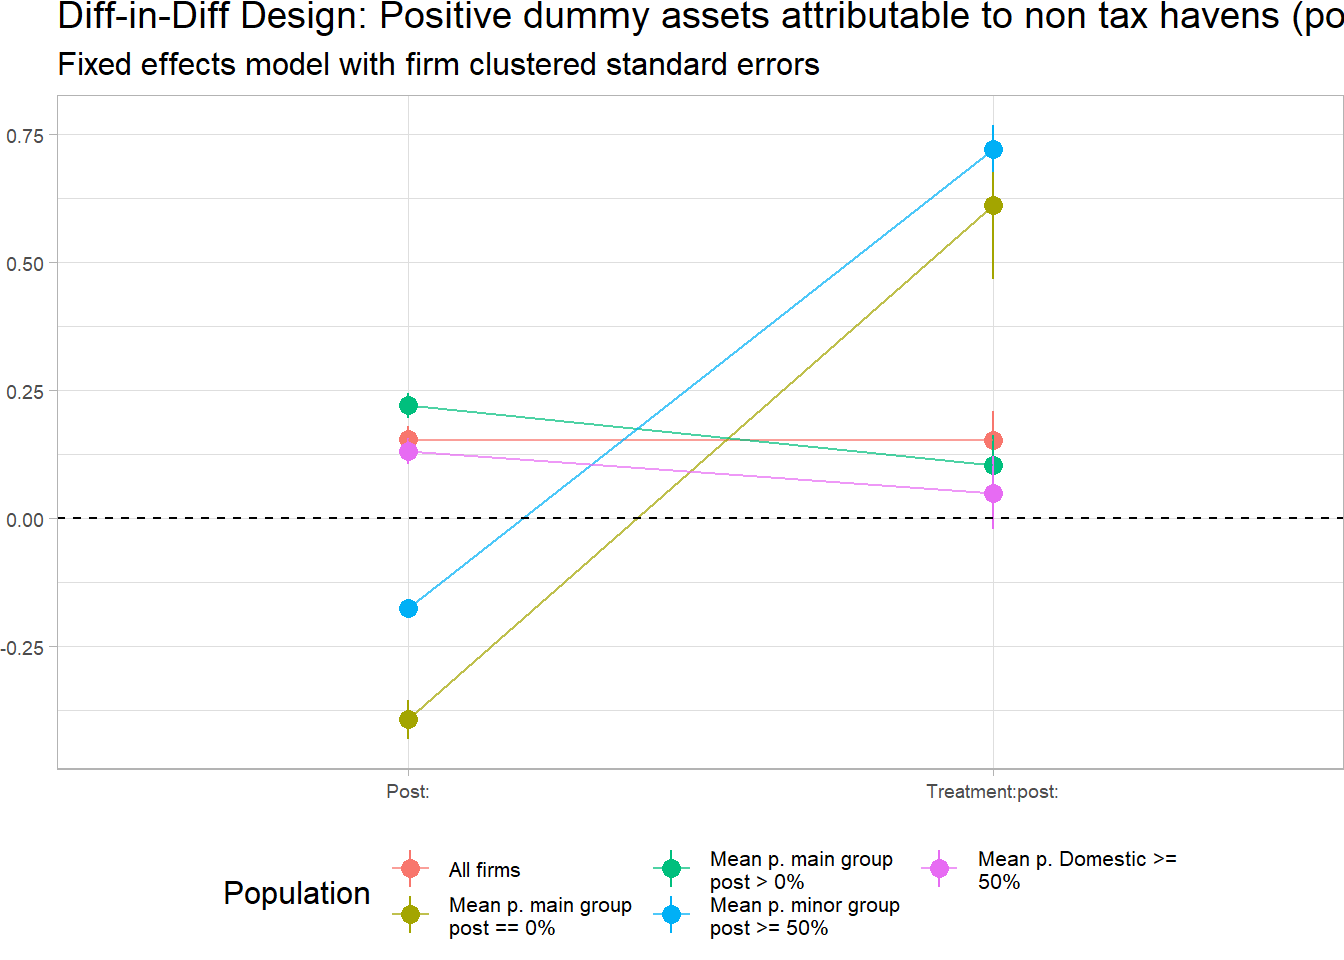 Diff-in-Diff Design: Positive dummy assets attributable to non tax havens (po
Fixed effects model with firm clustered standard errors
0.75
0.50
0.25
0.00
-0.25
Post:
Treatment:post:
Population
All firms
Mean p. main group
post == 0%
Mean p. main group
post > 0%
Mean p. minor group
post >= 50%
Mean p. Domestic >=
50%